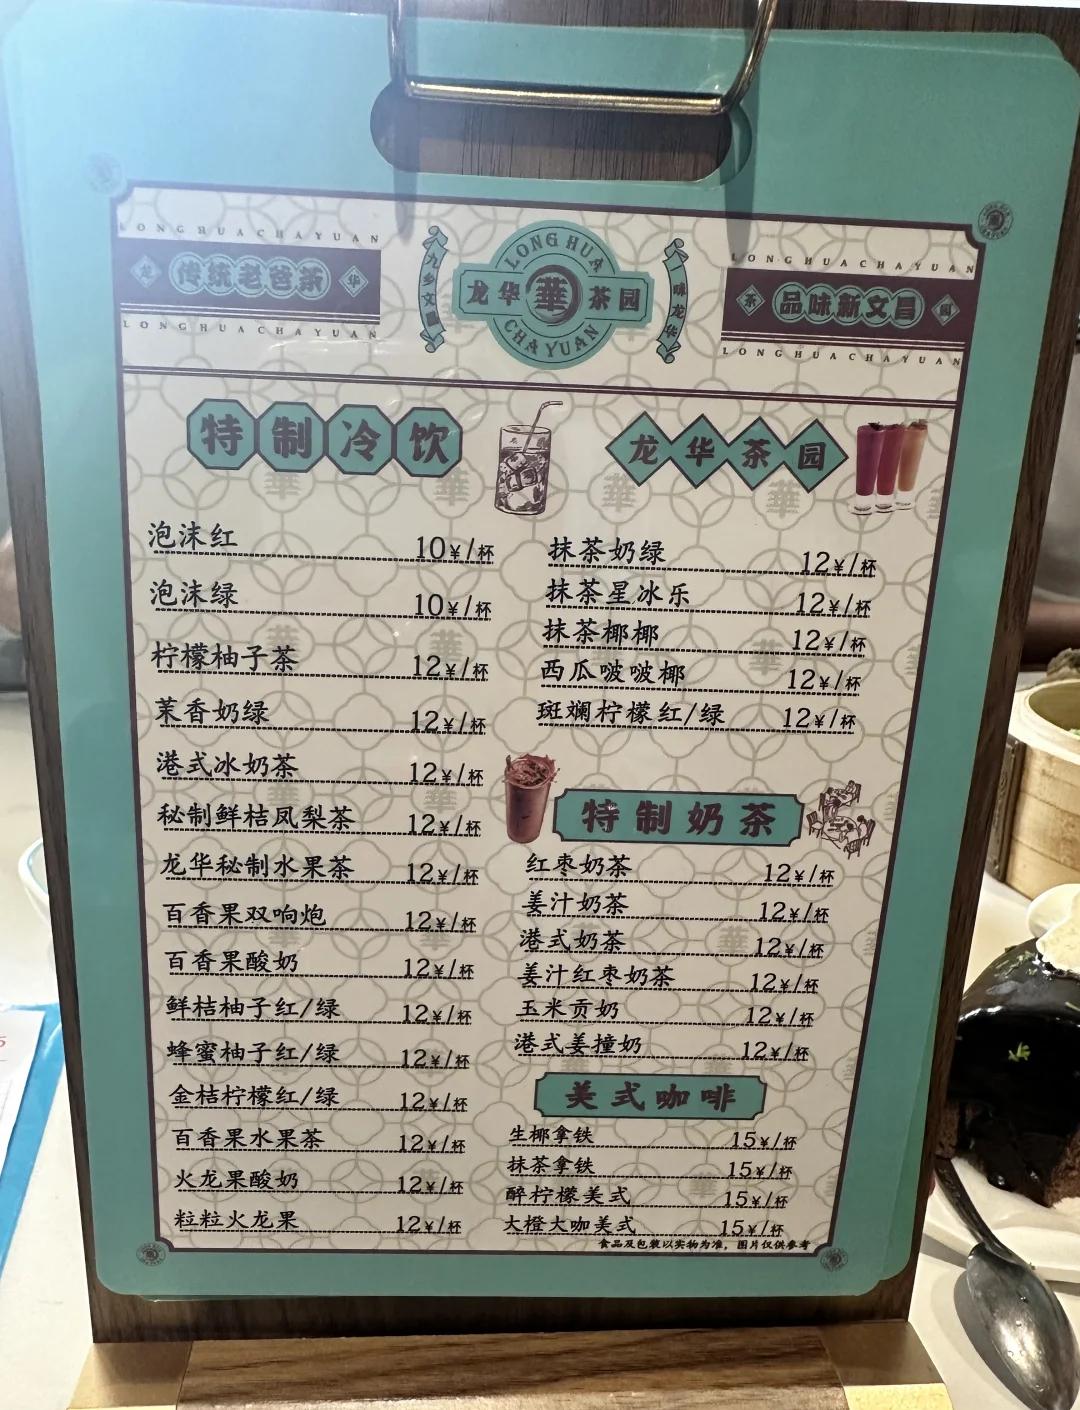 LONGHUACHAYUAN
龙 传统老爸茶 华
LONGHUACHAYUAN
LONG HUA
龙华 華 茶园
CHA YUAN
一味龙华
LONGHUACHAYUAN
茶 品味新文昌 园
LONGHUACHAYUAN
特制冷饮
泡沫红 10¥/杯
泡沫绿 10¥/杯
柠檬柚子茶 12¥/杯
茉香奶绿 12¥/杯
港式冰奶茶 12¥/杯
秘制鲜桔凤梨茶 12¥/杯
龙华秘制水果茶 12¥/杯
百香果双响炮 12¥/杯
百香果酸奶 12¥/杯
鲜桔柚子红/绿 12¥/杯
蜂蜜柚子红/绿 12¥/杯
金桔柠檬红/绿 12¥/杯
百香果水果茶 12¥/杯
火龙果酸奶 12¥/杯
粒粒火龙果 12¥/杯
龙华茶园
抹茶奶绿 12¥/杯
抹茶星冰乐 12¥/杯
抹茶椰椰 12¥/杯
西瓜啵啵椰 12¥/杯
斑斓柠檬红/绿 12¥/杯
特制奶茶
红枣奶茶 12¥/杯
姜汁奶茶 12¥/杯
港式奶茶 12¥/杯
姜汁红枣奶茶 12¥/杯
玉米贡奶 12¥/杯
港式姜撞奶 12¥/杯
美式咖啡
生椰拿铁 15¥/杯
抹茶拿铁 15¥/杯
醉柠檬美式 15¥/杯
大橙大咖美式 15¥/杯
食品及包装以实物为准，图片仅供参考